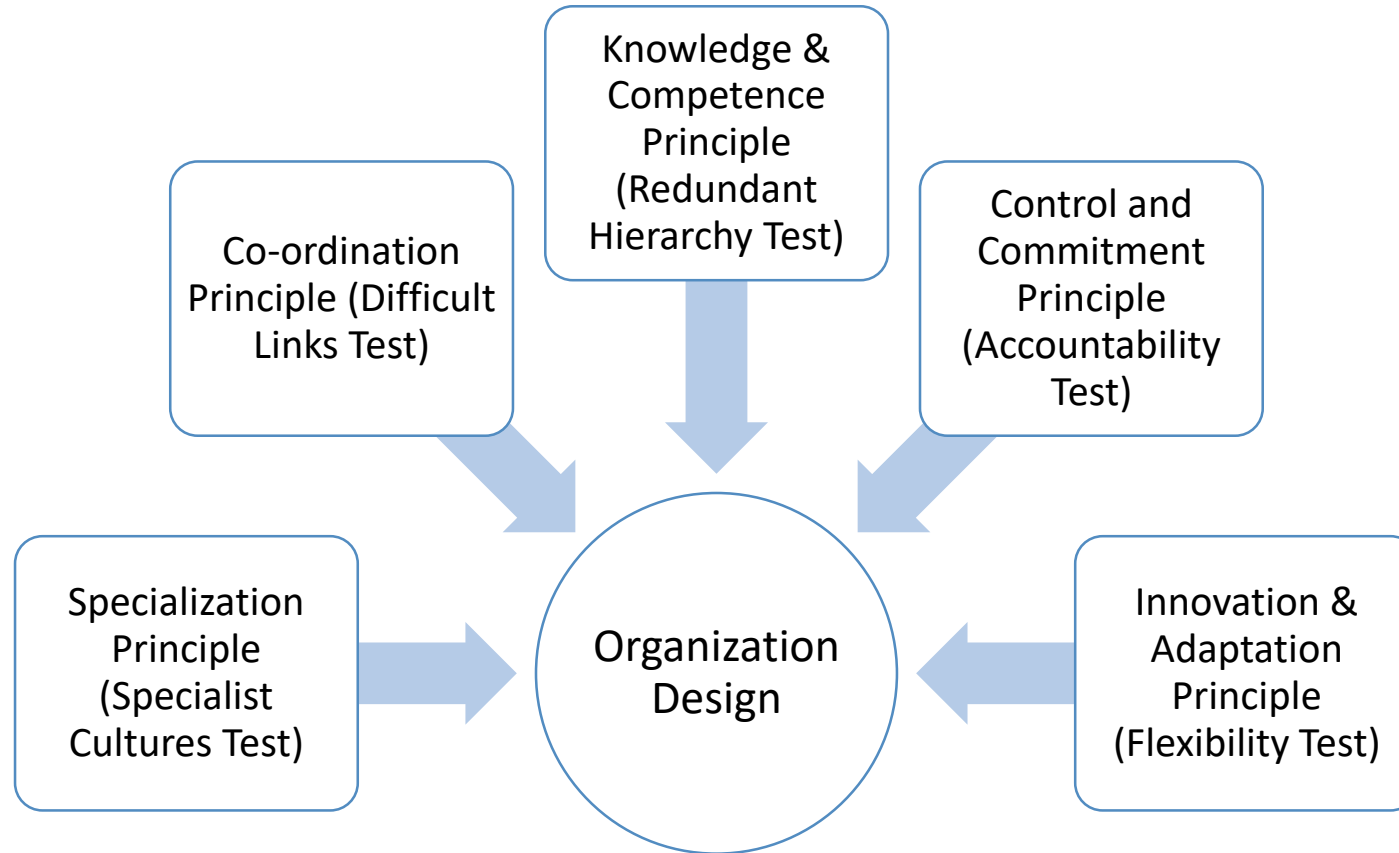 Knowledge &
Competence
Principle
(Redundant
Hierarchy Test)
Co-ordination
Principle (Difficult
Links Test)
Control and
Commitment
Principle
(Accountability
Test)
Specialization
Principle
(Specialist
Cultures Test)
Organization
Design
Innovation &
Adaptation
Principle
(Flexibility Test)